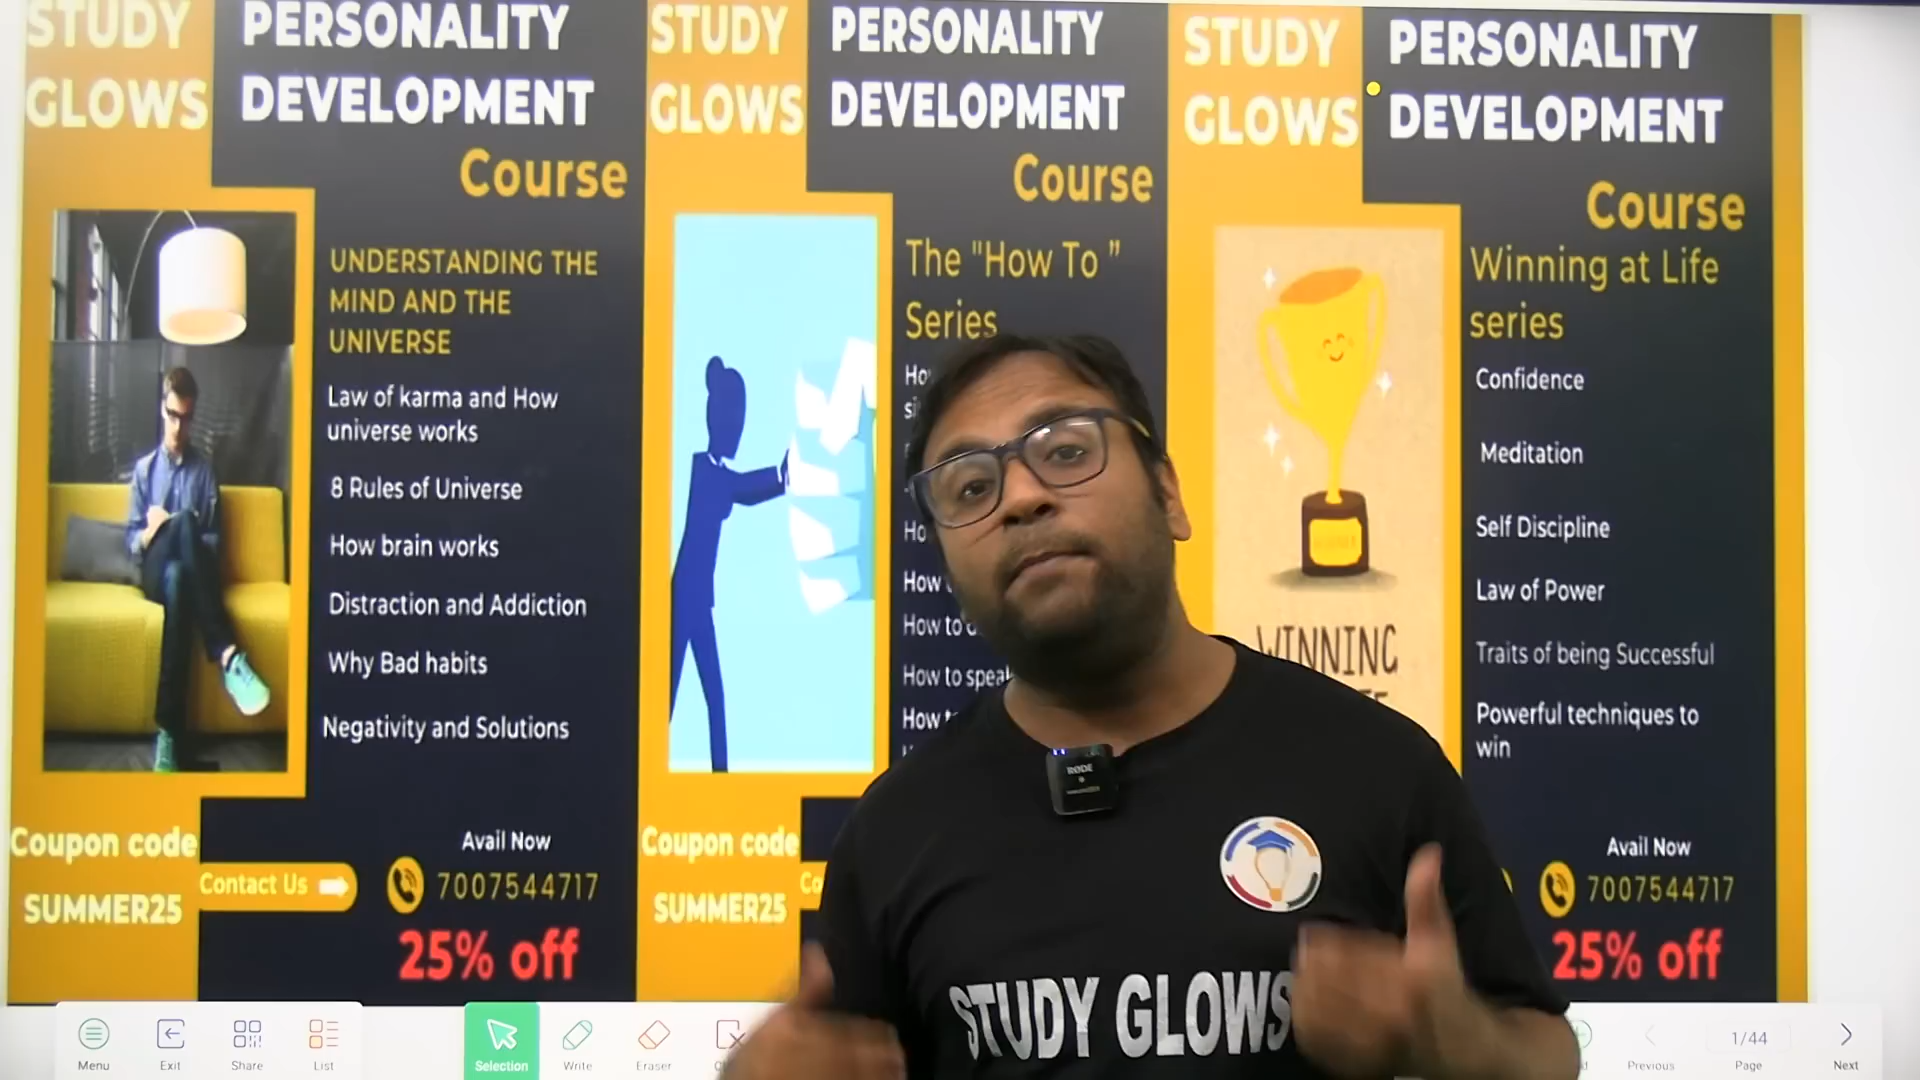 STUDY
GLOWS
PERSONALITY
DEVELOPMENT
Course
UNDERSTANDING THE
MIND AND THE
UNIVERSE
Law of karma and How
universe works
8 Rules of Universe
How brain works
Distraction and Addiction
Why Bad habits
Negativity and Solutions
Coupon code
SUMMER25
Contact Us
Avail Now
7007544717
25% off
STUDY
GLOWS
PERSONALITY
DEVELOPMENT
Course
The "How To ”
Series
How
How to
How to speak
How
Coupon code
SUMMER25
STUDY
GLOWS
PERSONALITY
DEVELOPMENT
Course
Winning at Life
series
WINNING
Confidence
Meditation
Self Discipline
Law of Power
Traits of being Successful
Powerful techniques to
win
Avail Now
7007544717
25% off
RØDE
STUDY GLOWS
Menu
Exit
Share
List
Selection
Write
Eraser
Previous
1/44
Page
Next